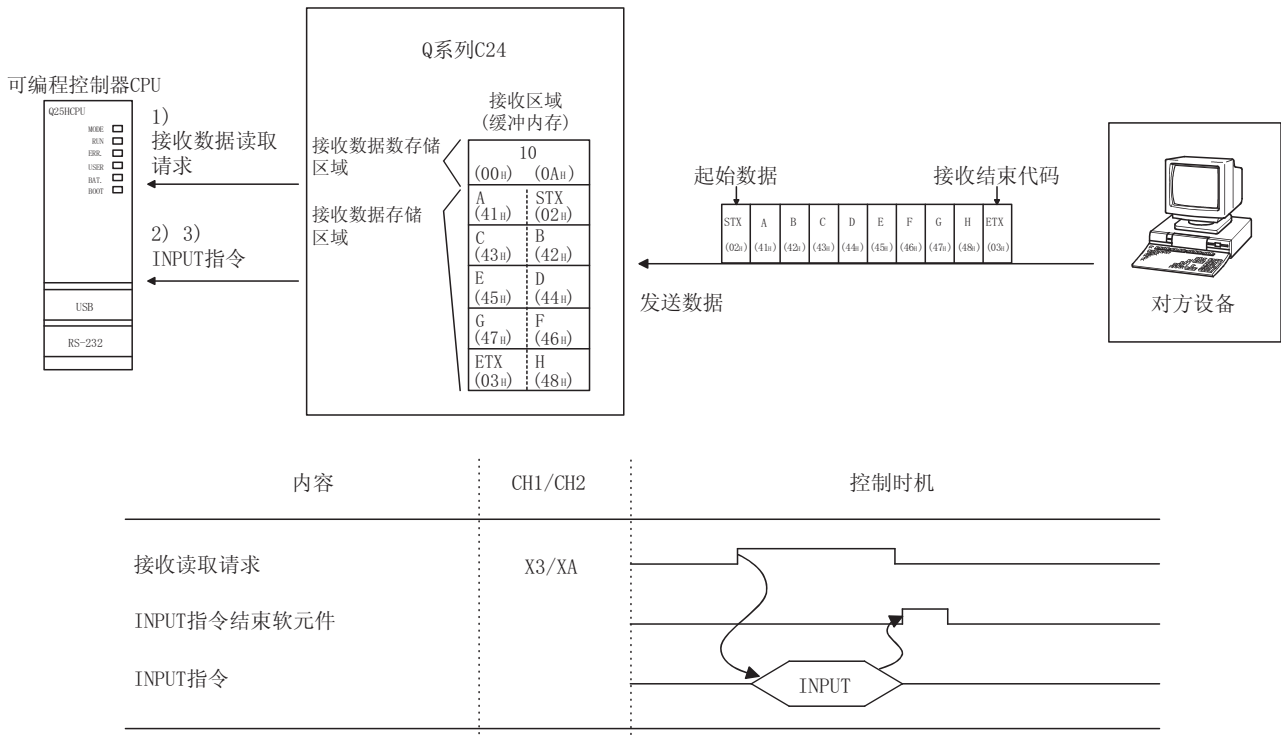 Q系列C24
可编程控制器CPU
Q25HCPU
MODE
RUN
ERR.
USER
BAT.
BOOT
USB
RS-232
1)
接收数据读取
请求
2) 3)
INPUT指令
接收区域
(缓冲内存)
接收数据数存储
区域
接收数据存储
区域
10
(00H) (0AH)
A STX
(41H) (02H)
C B
(43H) (42H)
E D
(45H) (44H)
G F
(47H) (46H)
ETX H
(03H) (48H)
起始数据 接收结束代码
STX A B C D E F G H ETX
(02H) (41H) (42H) (43H) (44H) (45H) (46H) (47H) (48H) (03H)
发送数据
对方设备
内容 CH1/CH2 控制时机
接收读取请求 X3/XA
INPUT指令结束软元件
INPUT指令 INPUT